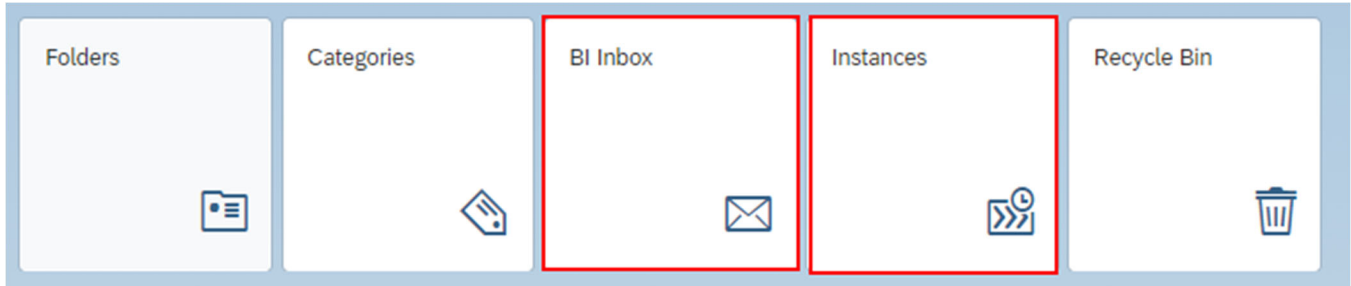 Folders
Categories
BI Inbox
Instances
Recycle Bin